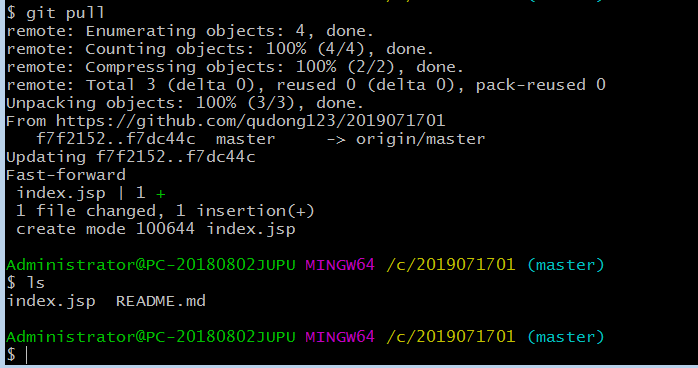 $ git pull
remote: Enumerating objects: 4, done.
remote: Counting objects: 100% (4/4), done.
remote: Compressing objects: 100% (2/2), done.
remote: Total 3 (delta 0), reused 0 (delta 0), pack-reused 0
Unpacking objects: 100% (3/3), done.
From https://github.com/qudong123/2019071701
   f7f2152..f7dc44c  master     -> origin/master
Updating f7f2152..f7dc44c
Fast-forward
 index.jsp | 1 +
 1 file changed, 1 insertion(+)
 create mode 100644 index.jsp
Administrator@PC-20180802JUPU MINGW64 /c/2019071701 (master)
$ ls
index.jsp  README.md
Administrator@PC-20180802JUPU MINGW64 /c/2019071701 (master)
$